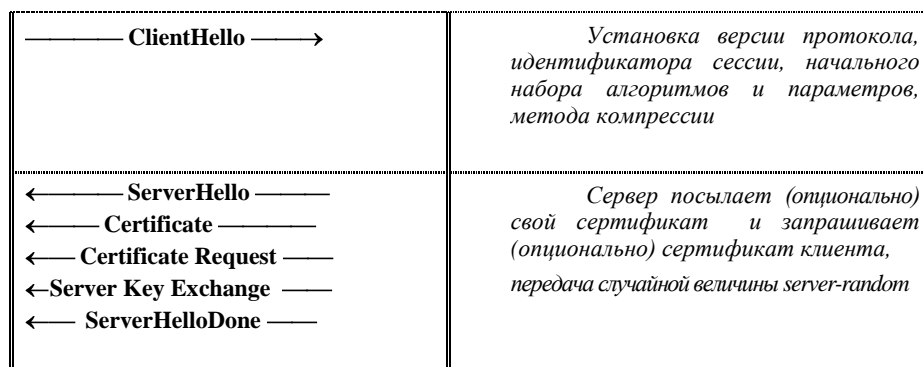 ——— ClientHello ———→
Установка версии протокола,
идентификатора сессии, начального
набора алгоритмов и параметров,
метода компрессии
←——— ServerHello ———
←—— Certificate ————
←—— Certificate Request ——
←Server Key Exchange ——
←—— ServerHelloDone ——
Сервер посылает (опционально)
свой сертификат и запрашивает
(опционально) сертификат клиента,
передача случайной величины server-random